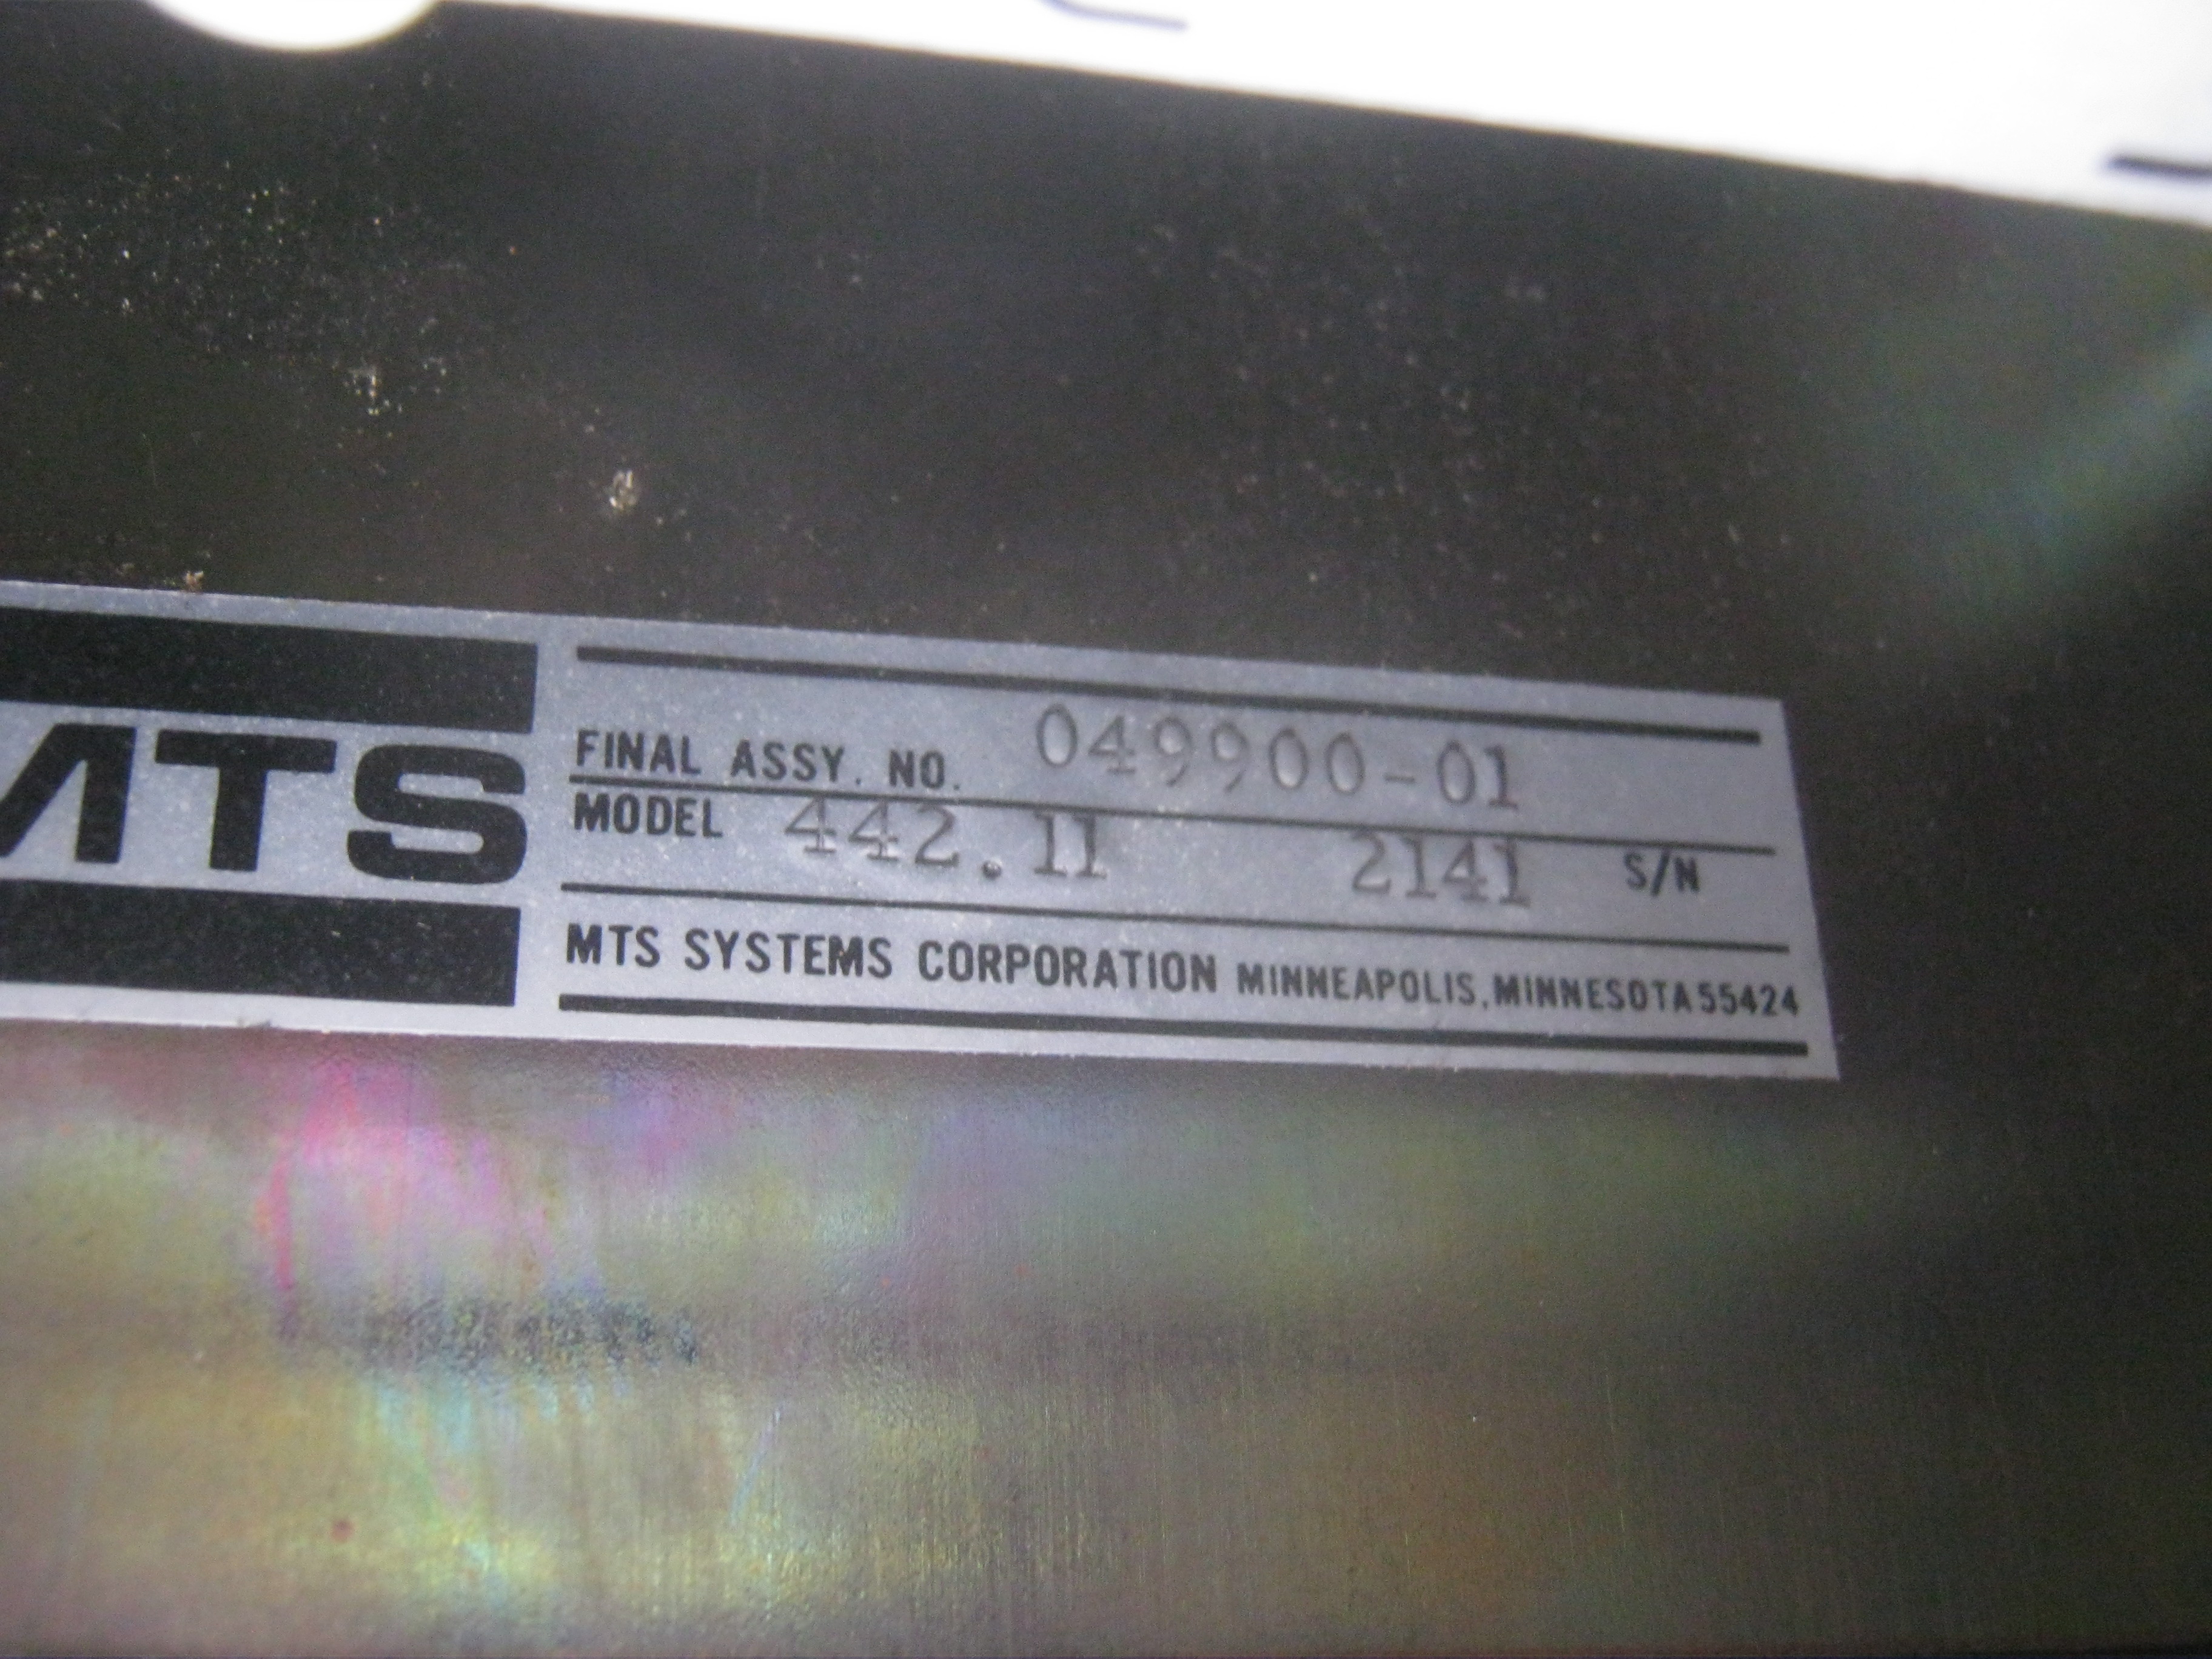 MTS
FINAL ASSY. NO. 049900-01
MODEL 442.11 2141 S/N
MTS SYSTEMS CORPORATION MINNEAPOLIS, MINNESOTA 55424